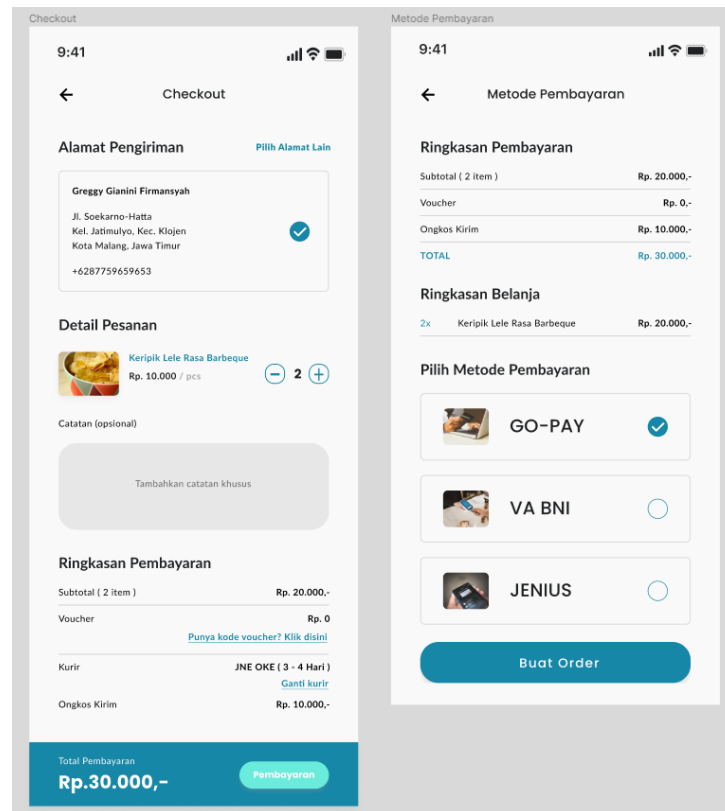 Checkout
9:41
Checkout
Alamat Pengiriman
Pilih Alamat Lain
Greggy Gianini Firmansyah
Jl. Soekarno-Hatta
Kel. Jatimulyo, Kec. Klojen
Kota Malang, Jawa Timur
+6287759659653
Detail Pesanan
Keripik Lele Rasa Barbeque
Rp. 10.000 / pcs
2
Catatan (opsional)
Tambahkan catatan khusus
Ringkasan Pembayaran
Subtotal ( 2 item ) Rp. 20.000,-
Voucher Rp. 0
Punya kode voucher? Klik disini
Kurir JNE OKE ( 3 - 4 Hari )
Ganti kurir
Ongkos Kirim Rp. 10.000,-
Total Pembayaran
Rp.30.000,-
Pembayaran
Metode Pembayaran
9:41
Metode Pembayaran
Ringkasan Pembayaran
Subtotal ( 2 item ) Rp. 20.000,-
Voucher Rp. 0,-
Ongkos Kirim Rp. 10.000,-
TOTAL Rp. 30.000,-
Ringkasan Belanja
2x Keripik Lele Rasa Barbeque Rp. 20.000,-
Pilih Metode Pembayaran
GO-PAY
VA BNI
JENIUS
Buat Order